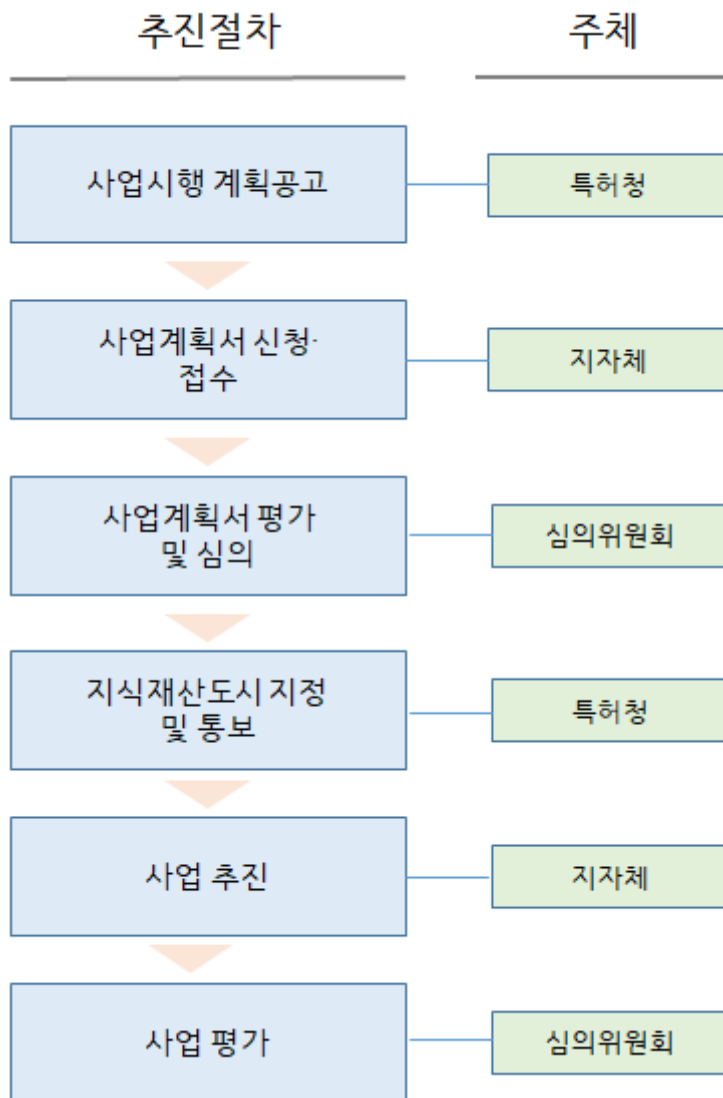 추진절차
주체
사업시행 계획공고
특허청
사업계획서 신청·
접수
지자체
사업계획서 평가
및 심의
심의위원회
지식재산도시 지정
및 통보
특허청
사업 추진
지자체
사업 평가
심의위원회